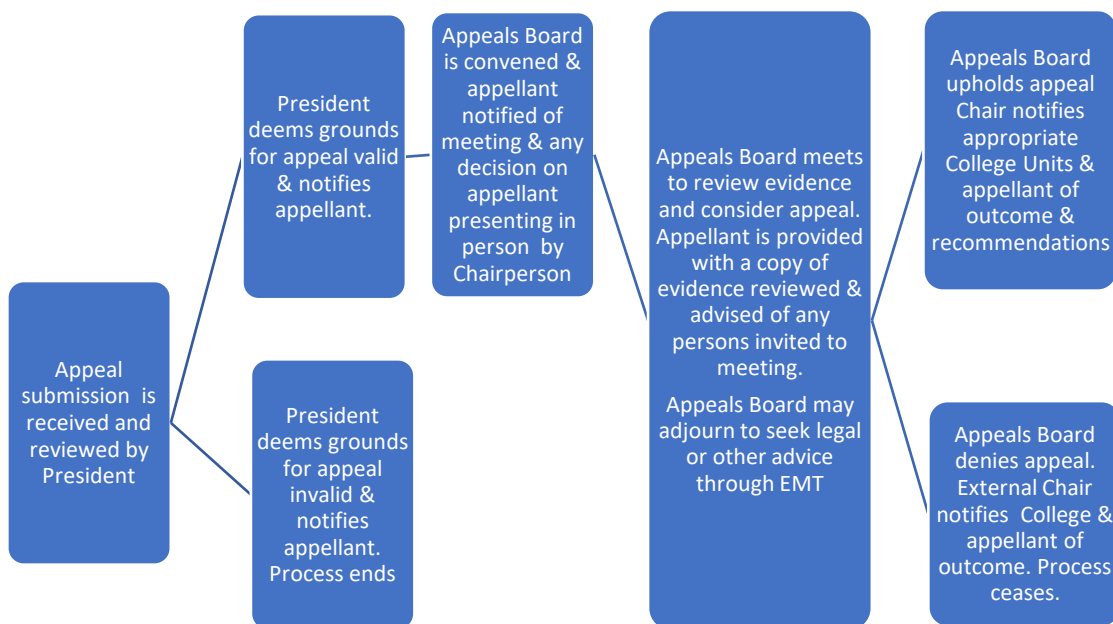 Appeal
submission is
received and
reviewed by
President
President
deems grounds
for appeal valid
& notifies
appellant.
President
deems grounds
for appeal
invalid &
notifies
appellant.
Process ends
Appeals Board
is convened &
appellant
notified of
meeting & any
decision on
appellant
presenting in
person by
Chairperson
Appeals Board meets
to review evidence
and consider appeal.
Appellant is provided
with a copy of
evidence reviewed &
advised of any
persons invited to
meeting.
Appeals Board may
adjourn to seek legal
or other advice
through EMT
Appeals Board
upholds appeal
Chair notifies
appropriate
College Units &
appellant of
outcome &
recommendations
Appeals Board
denies appeal.
External Chair
notifies College &
appellant of
outcome. Process
ceases.